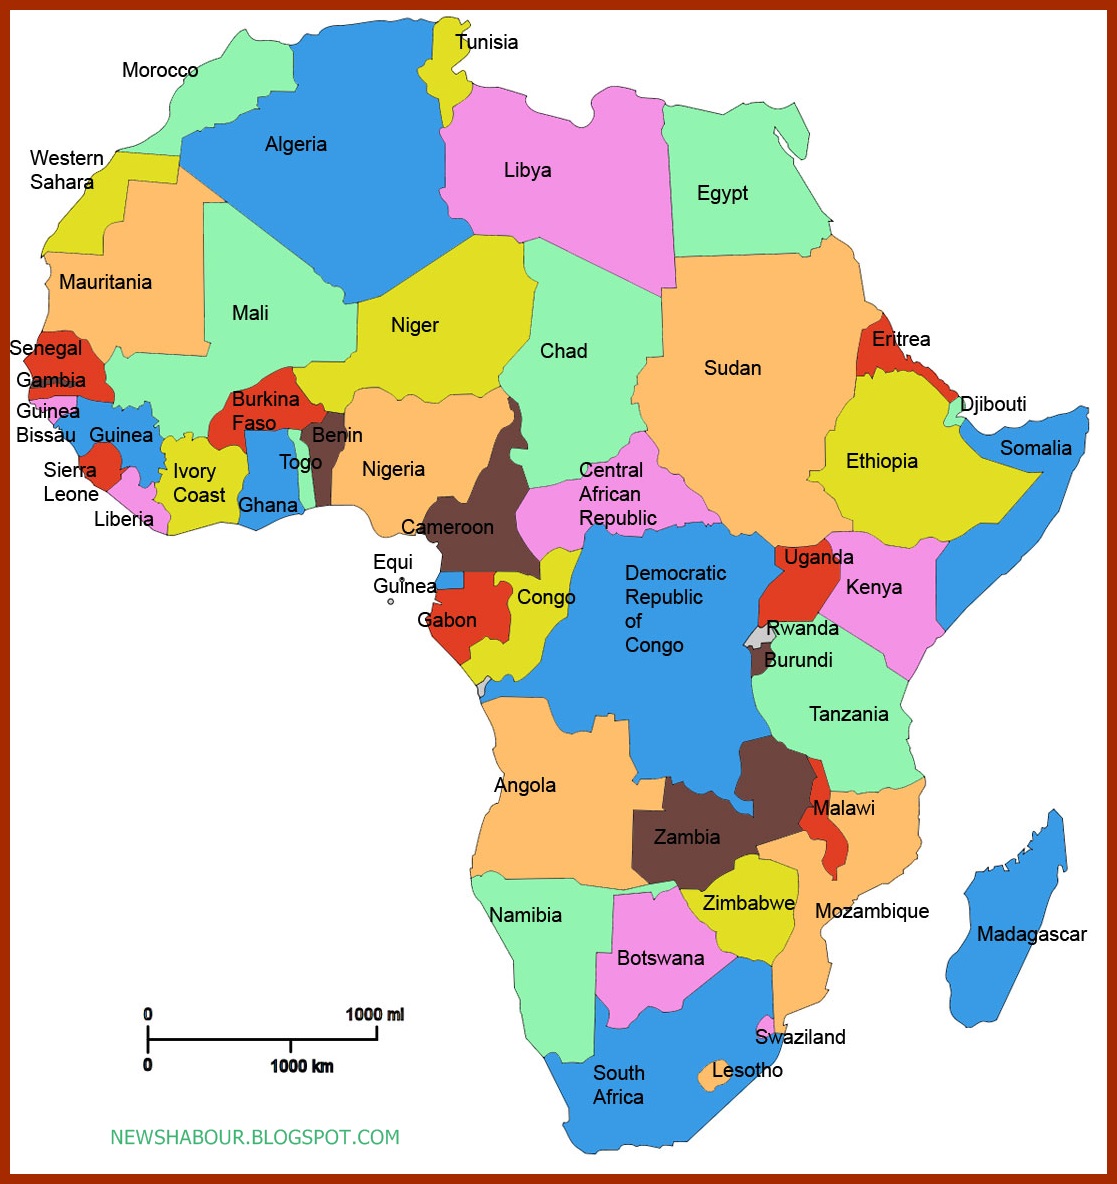 Tunisia
Morocco
Algeria
Western
Sahara
Libya
Egypt
Mauritania
Mali
Niger
Chad
Sudan
Eritrea
Senegal
Gambia
Djibouti
Burkina
Faso
Guinea
Bissau
Guinea
Benin
Somalia
Togo
Nigeria
Ethiopia
Sierra
Leone
Ivory
Coast
Central
African
Republic
Ghana
Liberia
Cameroon
Equi
Guinea
Uganda
Democratic
Republic
of
Congo
Kenya
Congo
Gabon
Rwanda
Burundi
Tanzania
Angola
Malawi
Zambia
Zimbabwe
Mozambique
Namibia
Madagascar
Botswana
0
1000 mi
0
1000 km
Swaziland
Lesotho
South
Africa
NEWSHABOUR.BLOGSPOT.COM